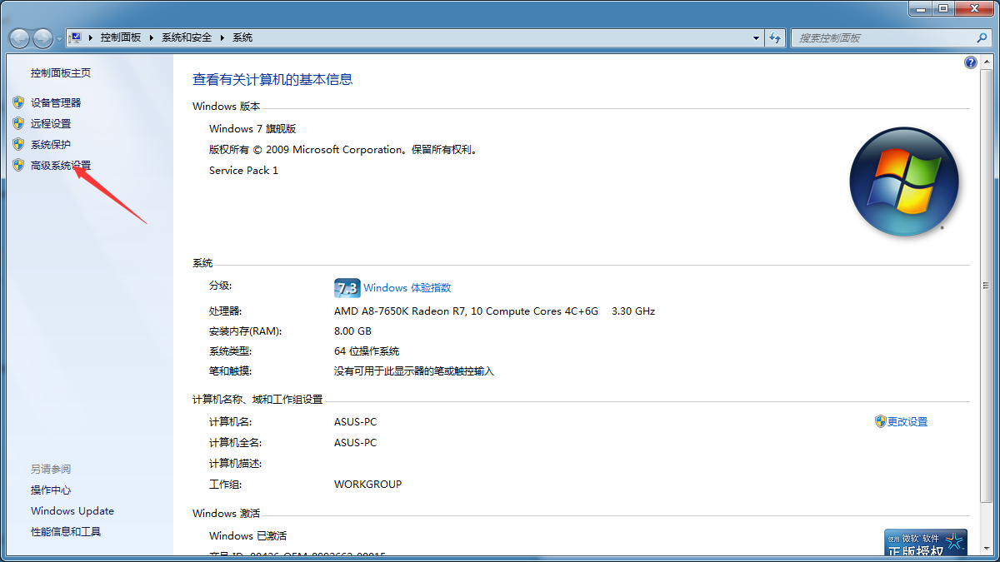 控制面板 ▸ 系统和安全 ▸ 系统
搜索控制面板
控制面板主页
设备管理器
远程设置
系统保护
高级系统设置
另请参阅
操作中心
Windows Update
性能信息和工具
查看有关计算机的基本信息
Windows 版本
Windows 7 旗舰版
版权所有 © 2009 Microsoft Corporation。保留所有权利。
Service Pack 1
系统
分级: 7.3 Windows 体验指数
处理器: AMD A8-7650K Radeon R7, 10 Compute Cores 4C+6G 3.30 GHz
安装内存(RAM): 8.00 GB
系统类型: 64 位操作系统
笔和触摸: 没有可用于此显示器的笔或触控输入
计算机名称、域和工作组设置
计算机名: ASUS-PC 更改设置
计算机全名: ASUS-PC
计算机描述:
工作组: WORKGROUP
Windows 激活
Windows 已激活
使用 微软 软件
正版授权
产品 ID: